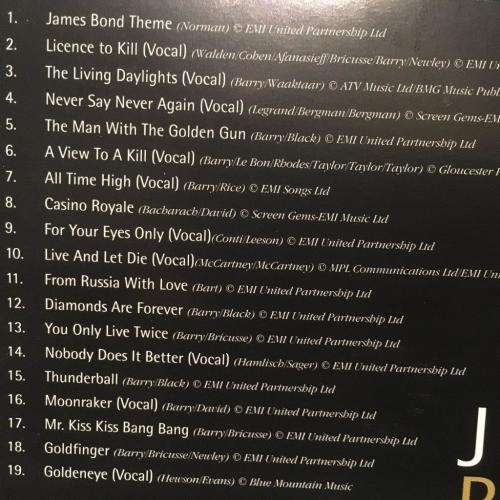 1. James Bond Theme (Norman) © EMI United Partnership Ltd
2. Licence to Kill (Vocal) (Walden/Cohen/Afanasieff/Bricusse/Barry/Newley) © EMI Un
3. The Living Daylights (Vocal) (Barry/Waaktaar) © ATV Music Ltd/BMG Music Publ
4. Never Say Never Again (Vocal) (Legrand/Bergman/Bergman) © Screen Gems-EM
5. The Man With The Golden Gun (Barry/Black) © EMI United Partnership Ltd
6. A View To A Kill (Vocal) (Barry/Le Bon/Rhodes/Taylor/Taylor/Taylor) © Gloucester P
7. All Time High (Vocal) (Barry/Rice) © EMI Songs Ltd
8. Casino Royale (Bacharach/David) © Screen Gems-EMI Music Ltd
9. For Your Eyes Only (Vocal)(Conti/Leeson) © EMI United Partnership Ltd
10. Live And Let Die (Vocal)(McCartney/McCartney) © MPL Communications Ltd/EMI Un
11. From Russia With Love (Bart) © EMI United Partnership Ltd
12. Diamonds Are Forever (Barry/Black) © EMI United Partnership Ltd
13. You Only Live Twice (Barry/Bricusse) © EMI United Partnership Ltd
14. Nobody Does It Better (Vocal) (Hamlisch/Sager) © EMI United Partnership Ltd
15. Thunderball (Barry/Black) © EMI United Partnership Ltd
16. Moonraker (Vocal) (Barry/David) © EMI United Partnership Ltd
17. Mr. Kiss Kiss Bang Bang (Barry/Bricusse) © EMI United Partnership Ltd
18. Goldfinger (Barry/Bricusse/Newley) © EMI United Partnership Ltd
19. Goldeneye (Vocal) (Hewson/Evans) © Blue Mountain Music
J